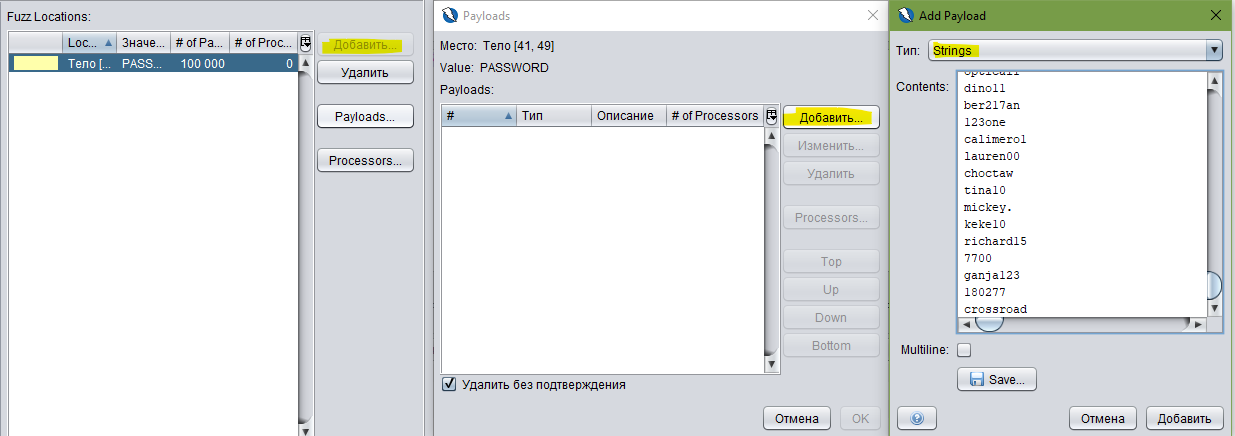 Fuzz Locations:
Loc... Значе... # of Pa... # of Proc...
Тело [... PASS... 100 000 0
Добавить...
Удалить
Payloads...
Processors...
Payloads
Место: Тело [41, 49]
Value: PASSWORD
Payloads:
# Тип Описание # of Processors
Добавить...
Изменить...
Удалить
Processors...
Top
Up
Down
Bottom
Удалить без подтверждения
Отмена OK
Add Payload
Тип: Strings
Contents:
dino11
ber217an
123one
calimero1
lauren00
choctaw
tina10
mickey.
keke10
richard15
7700
ganja123
180277
crossroad
Multiline:
Save...
Отмена Добавить